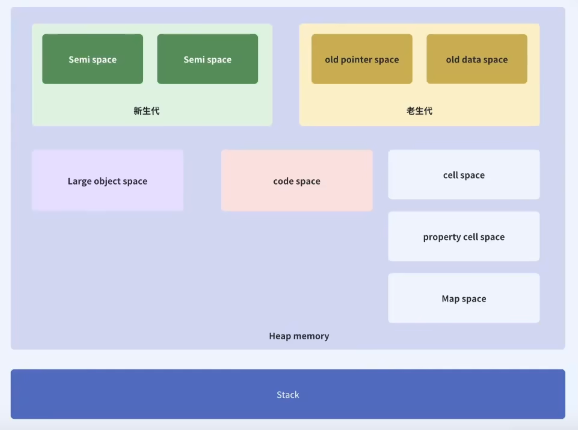 Semi space
Semi space
old pointer space
old data space
新生代
老生代
Large object space
code space
cell space
property cell space
Map space
Heap memory
Stack